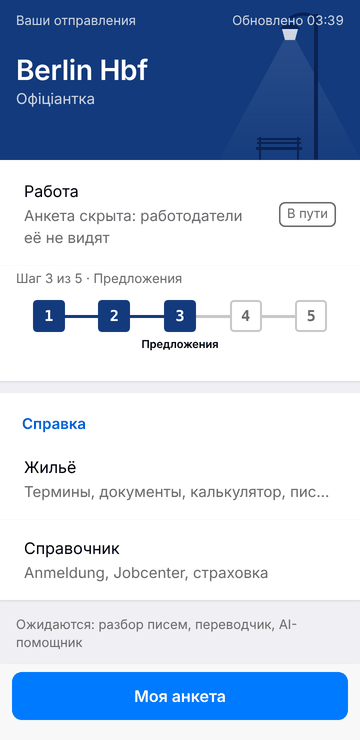 Ваши отправления
Обновлено 03:39
Berlin Hbf
Офіціантка
Работа
Анкета скрыта: работодатели
её не видят
В пути
Шаг 3 из 5 · Предложения
1 2 3 4 5
Предложения
Справка
Жильё
Термины, документы, калькулятор, пис...
Справочник
Anmeldung, Jobcenter, страховка
Ожидаются: разбор писем, переводчик, AI-
помощник
Моя анкета